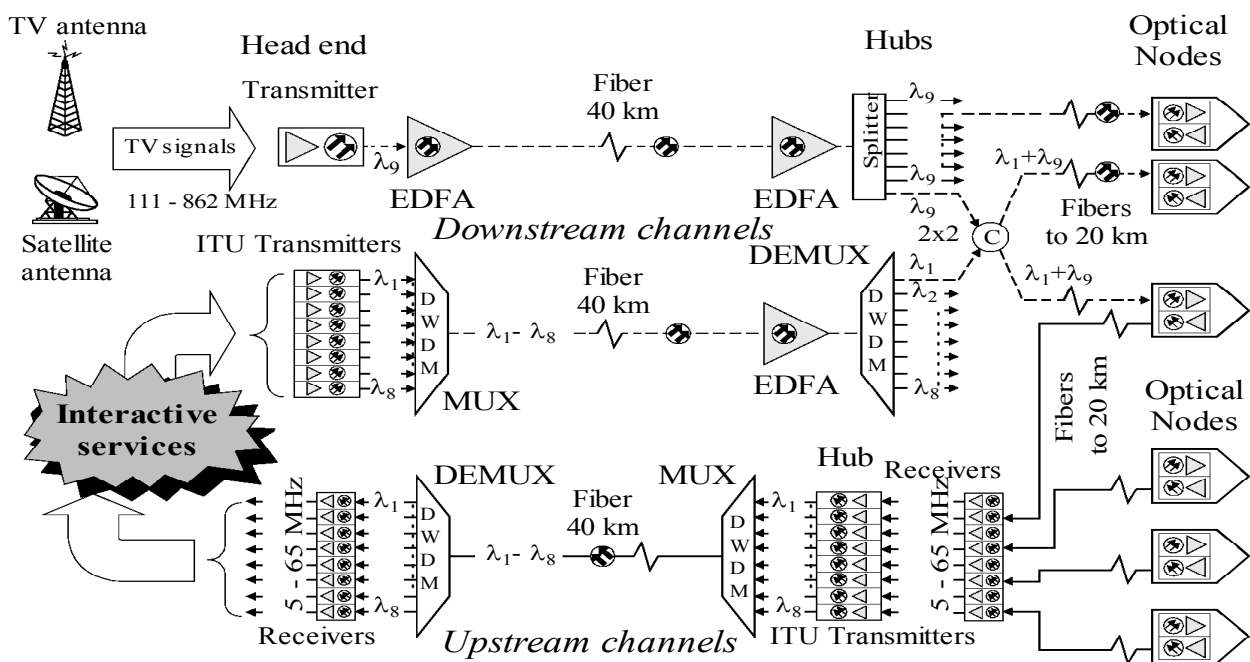 TV antenna
Head end
Hubs
Optical
Nodes
Transmitter
Fiber
40 km
λ9
TV signals
λ9
Splitter
λ9
λ1+λ9
111 - 862 MHz
EDFA
EDFA
λ9
2x2
C
Fibers
to 20 km
Satellite
antenna
ITU Transmitters
Downstream channels
DEMUX
λ1
Fiber
40 km
λ1
λ2
λ1+λ9
D
W
D
M
λ1- λ8
D
W
D
M
λ8
MUX
EDFA
λ8
Interactive
services
Fibers
to 20 km
Optical
Nodes
DEMUX
MUX
Hub
Receivers
λ1
Fiber
40 km
λ1
5 - 65 MHz
D
W
D
M
λ1- λ8
D
W
D
M
5 - 65 MHz
λ8
λ8
Receivers
Upstream channels
ITU Transmitters